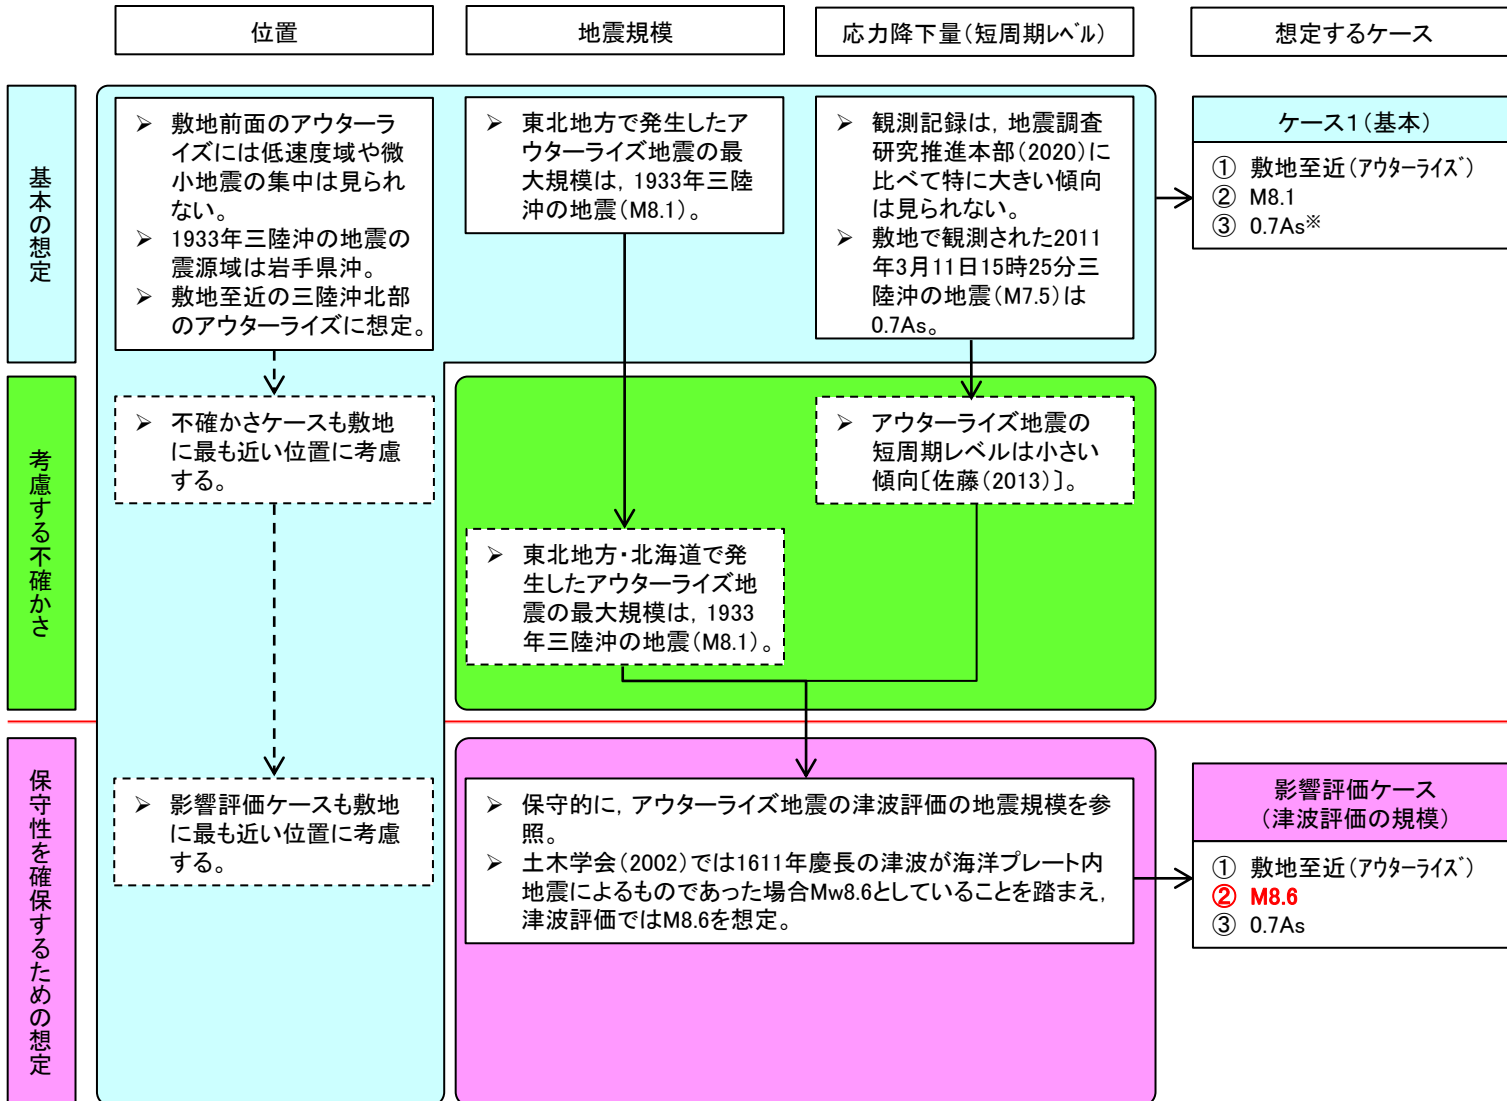 位置
地震規模
応力降下量(短周期ﾚﾍﾞﾙ)
想定するケース
基本の想定
➢ 敷地前面のアウターラ
イズには低速度域や微
小地震の集中は見られ
ない。
➢ 1933年三陸沖の地震の
震源域は岩手県沖。
➢ 敷地至近の三陸沖北部
のアウターライズに想定。
➢ 東北地方で発生したア
ウターライズ地震の最
大規模は，1933年三陸
沖の地震(M8.1)。
➢ 観測記録は，地震調査
研究推進本部(2020)に
比べて特に大きい傾向
は見られない。
➢ 敷地で観測された2011
年3月11日15時25分三
陸沖の地震(M7.5)は
0.7As。
ケース1(基本)
① 敷地至近(ｱｳﾀｰﾗｲｽﾞ)
② M8.1
③ 0.7As※
考慮する不確かさ
➢ 不確かさケースも敷地
に最も近い位置に考慮
する。
➢ アウターライズ地震の
短周期レベルは小さい
傾向〔佐藤(2013)〕。
➢ 東北地方・北海道で発
生したアウターライズ地
震の最大規模は，1933
年三陸沖の地震(M8.1)。
保守性を確保するための想定
➢ 影響評価ケースも敷地
に最も近い位置に考慮
する。
➢ 保守的に，アウターライズ地震の津波評価の地震規模を参
照。
➢ 土木学会(2002)では1611年慶長の津波が海洋プレート内
地震によるものであった場合Mw8.6としていることを踏まえ，
津波評価ではM8.6を想定。
影響評価ケース
(津波評価の規模)
① 敷地至近(ｱｳﾀｰﾗｲｽﾞ)
② M8.6
③ 0.7As